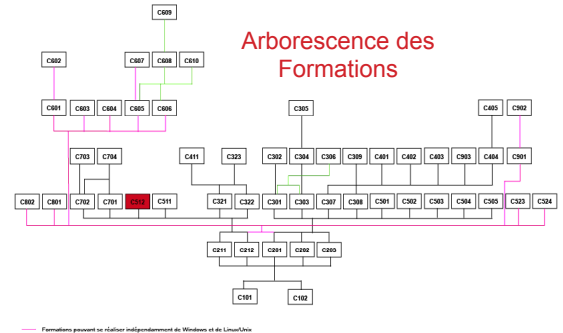 C609
Arborescence des
Formations
C602 C607 C608 C610
C601 C603 C604 C605 C606
C305 C405 C902
C703 C704 C411 C323 C302 C304 C306 C309 C401 C402 C403 C903 C404 C901
C802 C801 C702 C701 C512 C511 C321 C322 C301 C303 C307 C308 C501 C502 C503 C504 C505 C523 C524
C211 C212 C201 C202 C203
C101 C102
Formations pouvant se réaliser indépendamment de Windows et de Linux/Unix